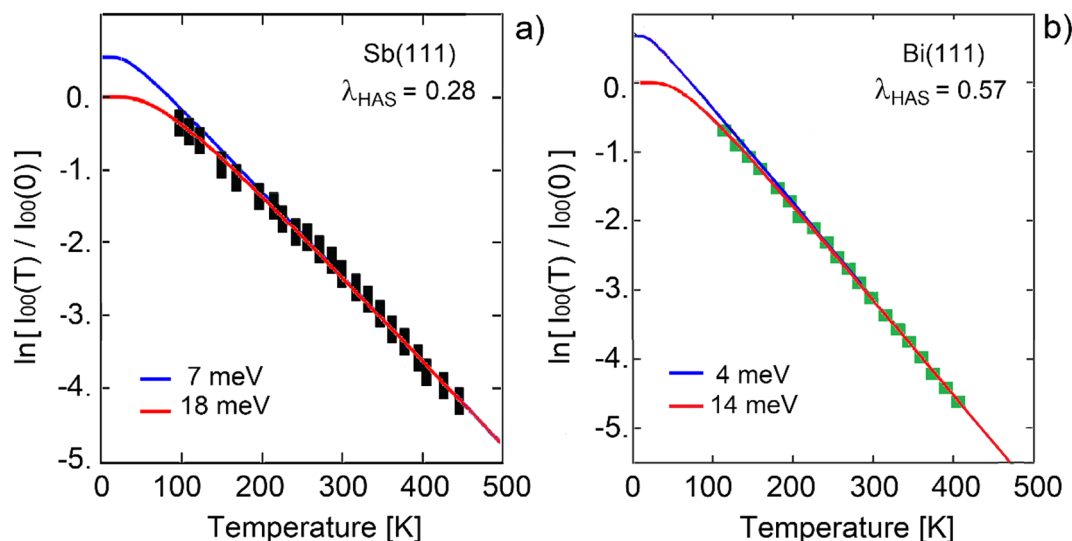 a)
Sb(111)
λHAS = 0.28
0.
-1.
-2.
-3.
-4.
-5.
ln[ I00(T) / I00(0) ]
7 meV
18 meV
0 100 200 300 400 500
Temperature [K]
b)
Bi(111)
λHAS = 0.57
0.
-1.
-2.
-3.
-4.
-5.
ln[ I00(T) / I00(0) ]
4 meV
14 meV
0 100 200 300 400 500
Temperature [K]